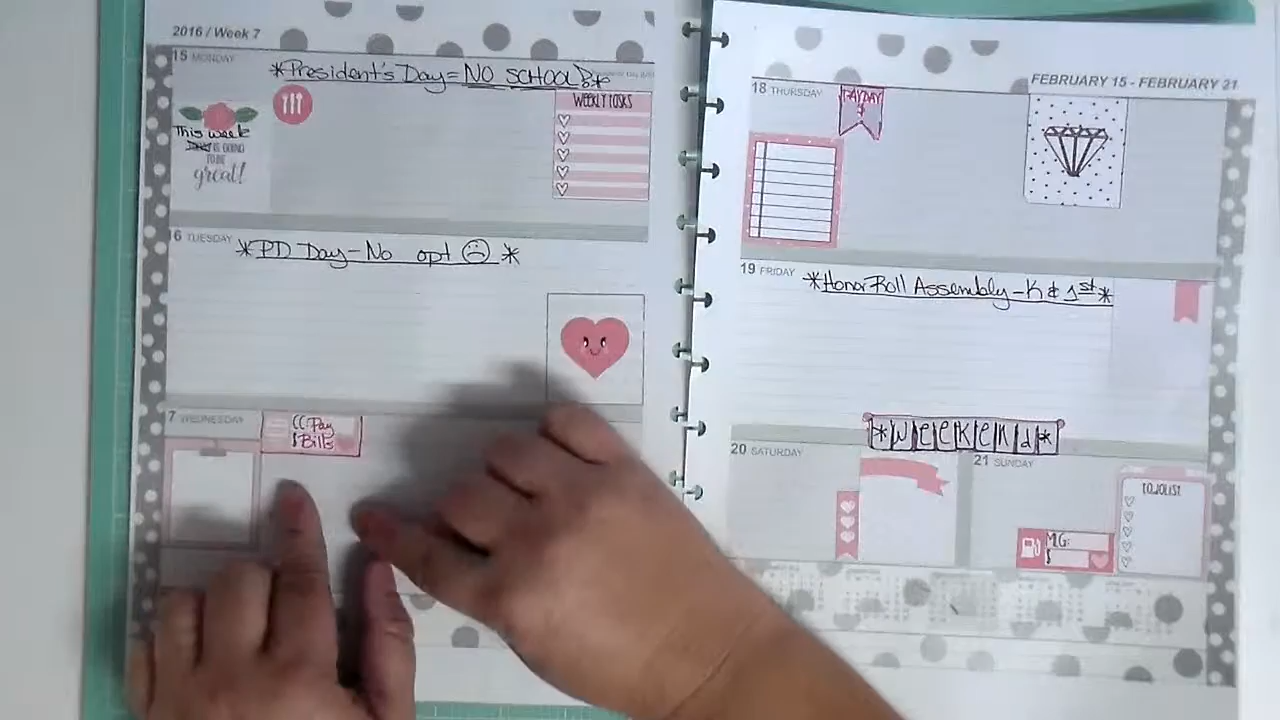 2016 / Week 7
15 MONDAY
*President's Day = NO SCHOOL!*
WEEKLY TASKS
This week
IS GOING
TO BE
great!
16 TUESDAY
*PD Day-No opt ☹ *
7 WEDNESDAY
CC Pay
$ Bills
FEBRUARY 15 - FEBRUARY 21
18 THURSDAY
PAYDAY
19 FRIDAY
*Honor Roll Assembly-K & 1st*
*WEEKENd*
20 SATURDAY
21 SUNDAY
TO DO LIST
MG:
$